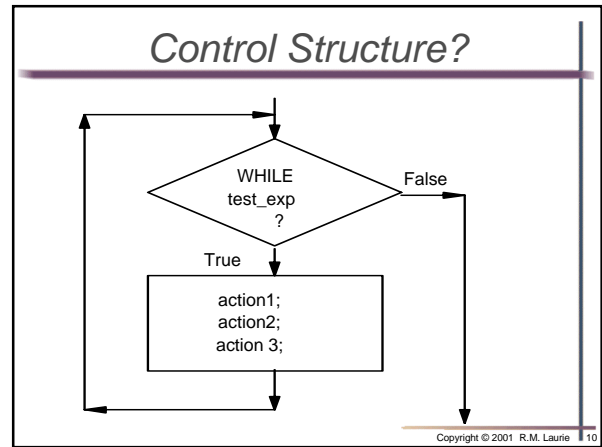 Control Structure?
WHILE
test_exp
?
False
True
action1;
action2;
action 3;
Copyright © 2001 R.M. Laurie
10